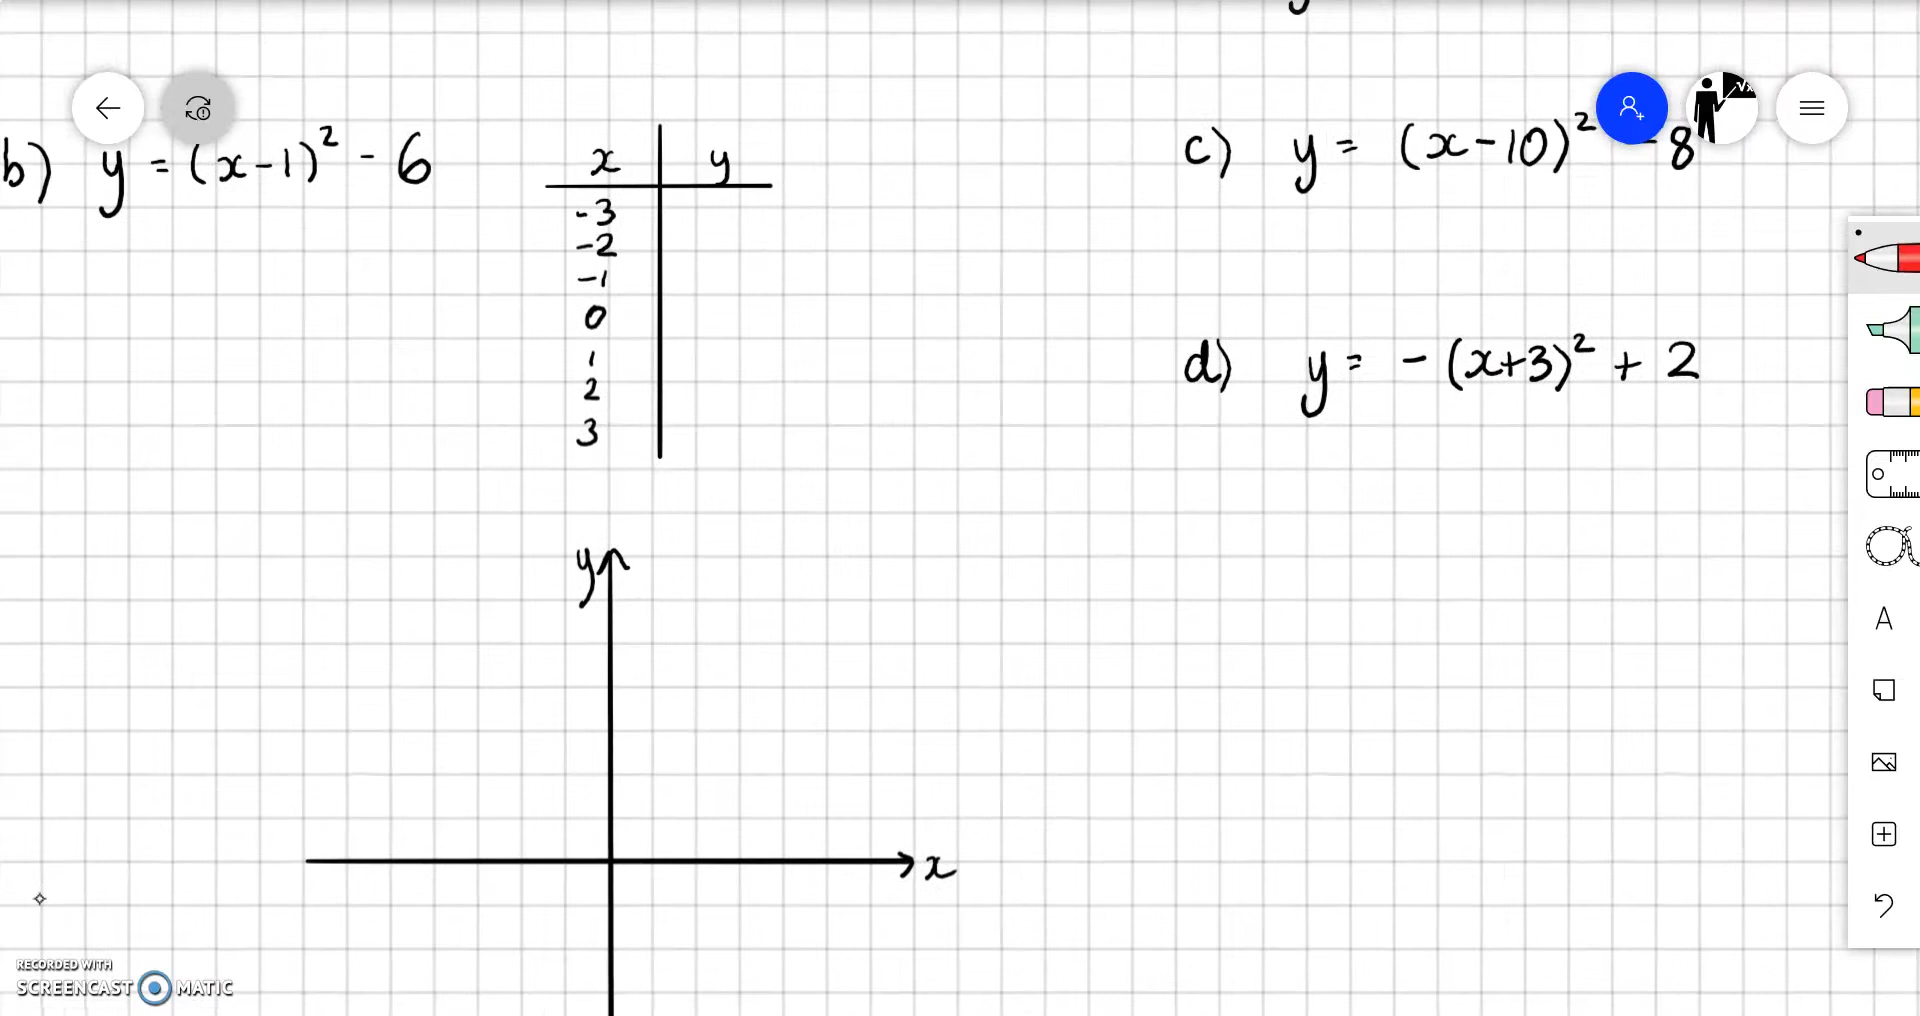 b) y = (x-1)² - 6
x y
-3
-2
-1
0
1
2
3
y
x
c) y = (x-10)² - 8
d) y = -(x+3)² + 2
√x
A
RECORDED WITH
SCREENCAST MATIC